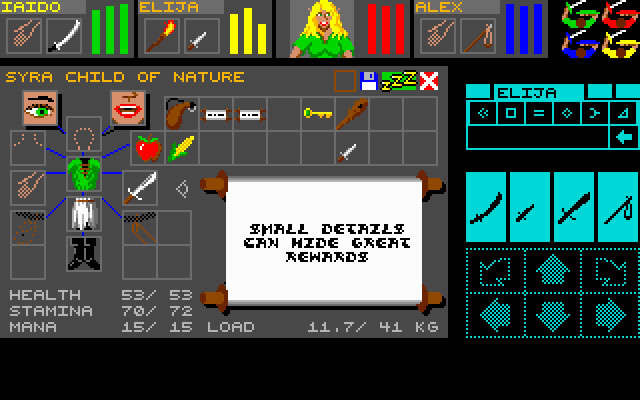 IAIDO ELIJA ALEX
SYRA CHILD OF NATURE
zZZ
ELIJA
SMALL DETAILS
CAN HIDE GREAT
REWARDS
HEALTH 53/ 53
STAMINA 70/ 72
MANA 15/ 15 LOAD 11.7/ 41 KG